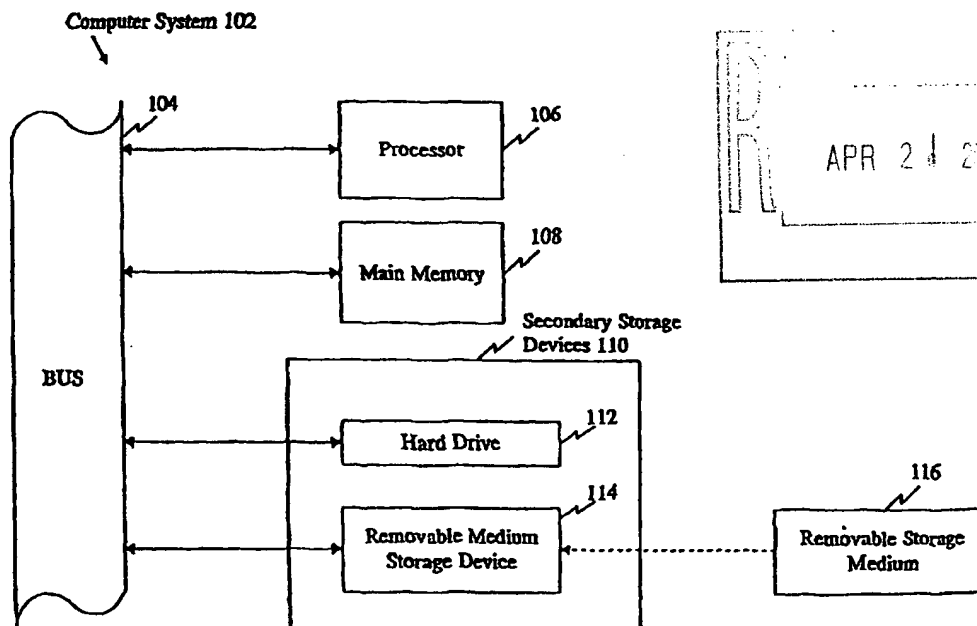 Computer System 102
104
106
Processor
108
Main Memory
Secondary Storage
Devices 110
BUS
112
Hard Drive
114
Removable Medium
Storage Device
116
Removable Storage
Medium
R
APR 2